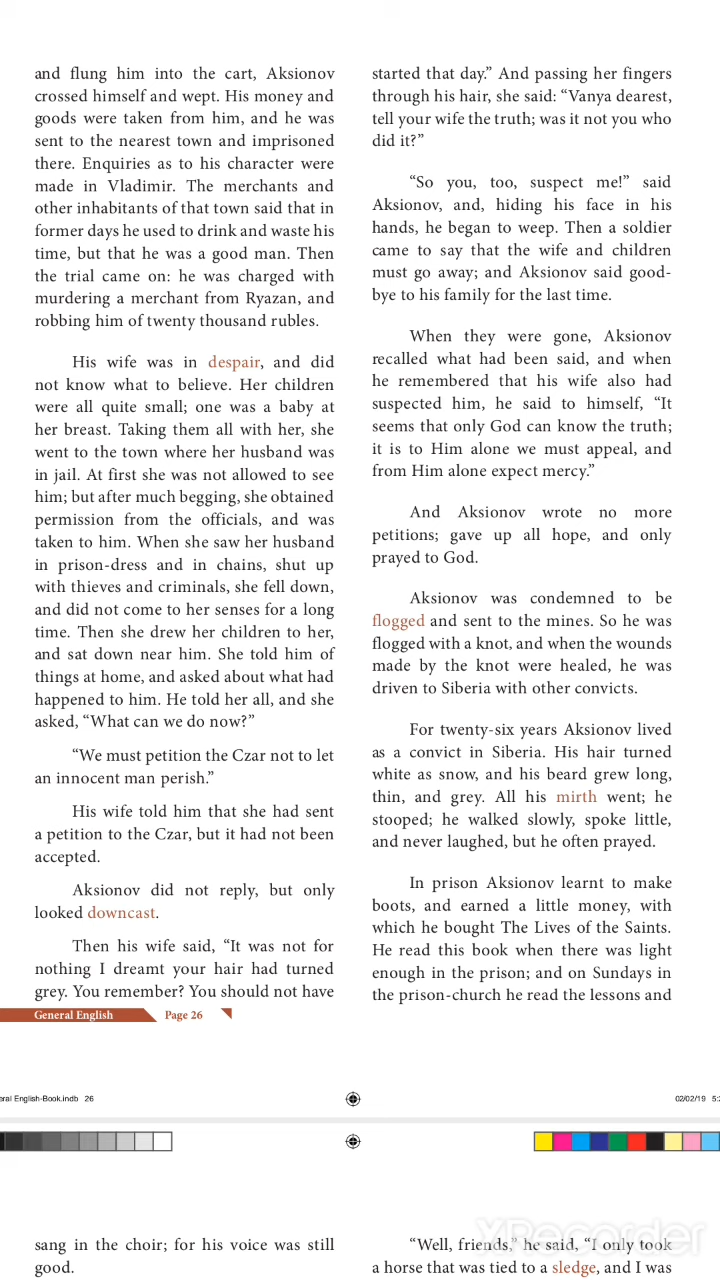 and flung him into the cart, Aksionov
crossed himself and wept. His money and
goods were taken from him, and he was
sent to the nearest town and imprisoned
there. Enquiries as to his character were
made in Vladimir. The merchants and
other inhabitants of that town said that in
former days he used to drink and waste his
time, but that he was a good man. Then
the trial came on: he was charged with
murdering a merchant from Ryazan, and
robbing him of twenty thousand rubles.
His wife was in despair, and did
not know what to believe. Her children
were all quite small; one was a baby at
her breast. Taking them all with her, she
went to the town where her husband was
in jail. At first she was not allowed to see
him; but after much begging, she obtained
permission from the officials, and was
taken to him. When she saw her husband
in prison-dress and in chains, shut up
with thieves and criminals, she fell down,
and did not come to her senses for a long
time. Then she drew her children to her,
and sat down near him. She told him of
things at home, and asked about what had
happened to him. He told her all, and she
asked, “What can we do now?”
“We must petition the Czar not to let
an innocent man perish.”
His wife told him that she had sent
a petition to the Czar, but it had not been
accepted.
Aksionov did not reply, but only
looked downcast.
Then his wife said, “It was not for
nothing I dreamt your hair had turned
grey. You remember? You should not have
started that day.” And passing her fingers
through his hair, she said: “Vanya dearest,
tell your wife the truth; was it not you who
did it?”
“So you, too, suspect me!” said
Aksionov, and, hiding his face in his
hands, he began to weep. Then a soldier
came to say that the wife and children
must go away; and Aksionov said good-
bye to his family for the last time.
When they were gone, Aksionov
recalled what had been said, and when
he remembered that his wife also had
suspected him, he said to himself, “It
seems that only God can know the truth;
it is to Him alone we must appeal, and
from Him alone expect mercy.”
And Aksionov wrote no more
petitions; gave up all hope, and only
prayed to God.
Aksionov was condemned to be
flogged and sent to the mines. So he was
flogged with a knot, and when the wounds
made by the knot were healed, he was
driven to Siberia with other convicts.
For twenty-six years Aksionov lived
as a convict in Siberia. His hair turned
white as snow, and his beard grew long,
thin, and grey. All his mirth went; he
stooped; he walked slowly, spoke little,
and never laughed, but he often prayed.
In prison Aksionov learnt to make
boots, and earned a little money, with
which he bought The Lives of the Saints.
He read this book when there was light
enough in the prison; and on Sundays in
the prison-church he read the lessons and
General English Page 26
eral English-Book.indb 26
02/02/19 5:2
sang in the choir; for his voice was still
good.
“Well, friends,” he said, “I only took
a horse that was tied to a sledge, and I was
XRecorder